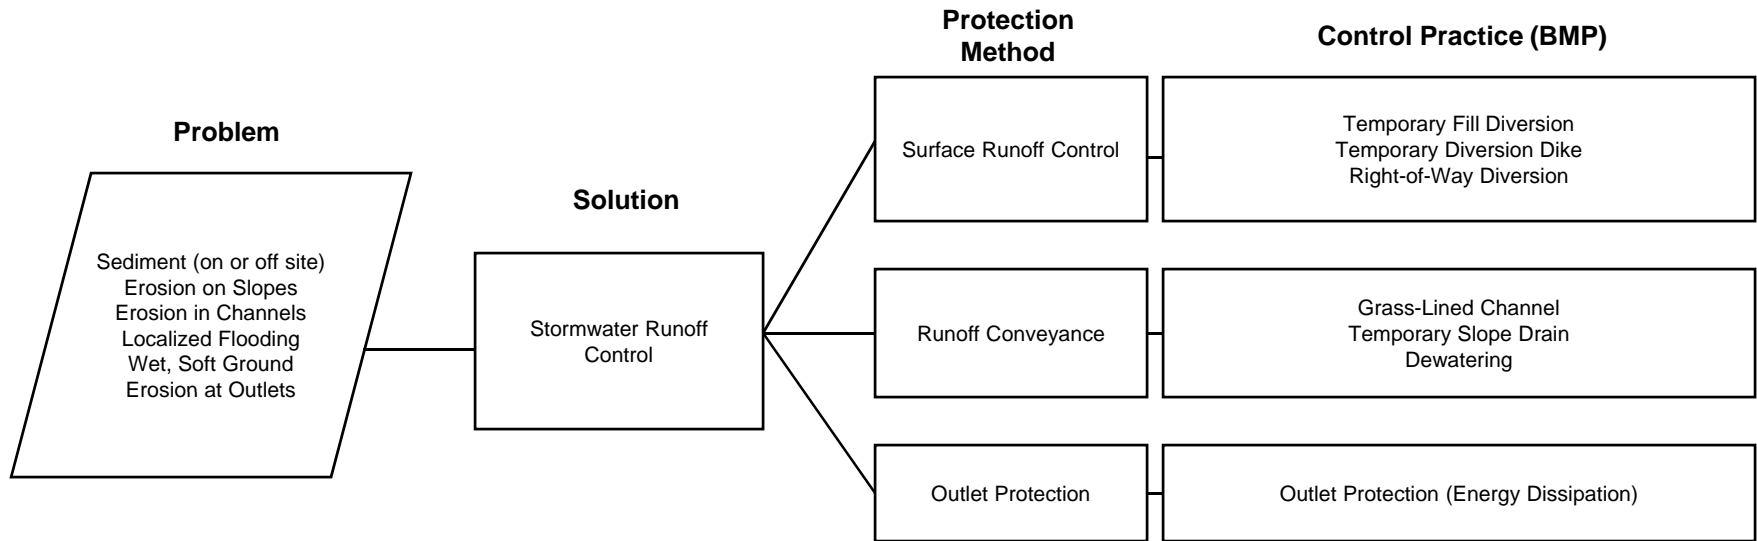 Problem
Sediment (on or off site)
Erosion on Slopes
Erosion in Channels
Localized Flooding
Wet, Soft Ground
Erosion at Outlets
Solution
Stormwater Runoff
Control
Protection
Method
Control Practice (BMP)
Surface Runoff Control
Temporary Fill Diversion
Temporary Diversion Dike
Right-of-Way Diversion
Runoff Conveyance
Grass-Lined Channel
Temporary Slope Drain
Dewatering
Outlet Protection
Outlet Protection (Energy Dissipation)